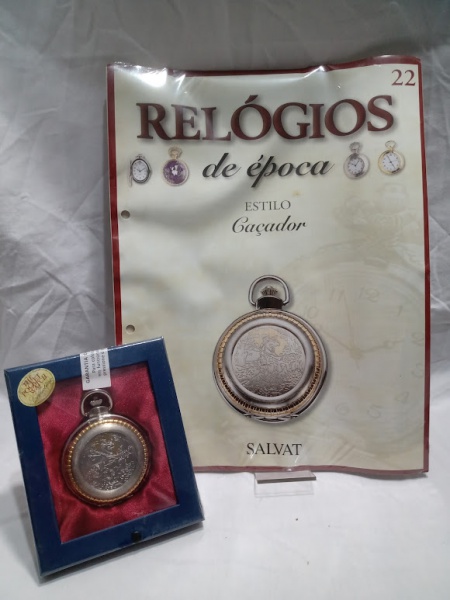 22
RELÓGIOS
de época
ESTILO
Caçador
SALVAT